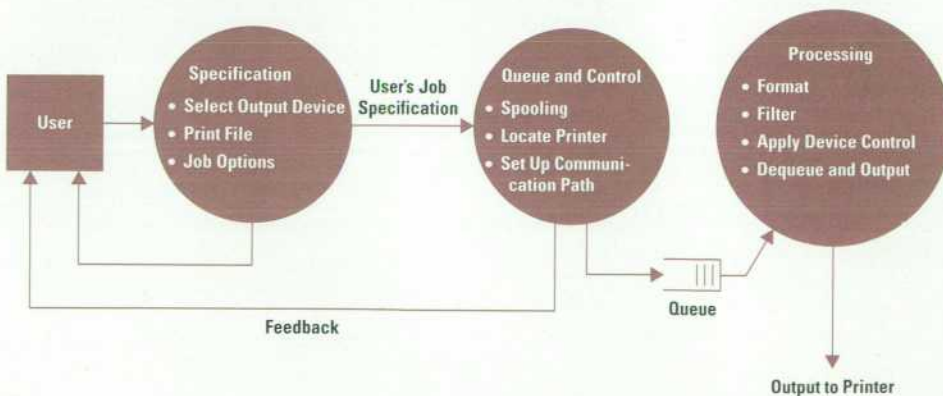 User
Specification
• Select Output Device
• Print File
• Job Options
User's Job
Specification
Queue and Control
• Spooling
• Locate Printer
• Set Up Communi-
cation Path
Processing
• Format
• Filter
• Apply Device Control
• Dequeue and Output
Queue
Feedback
Output to Printer